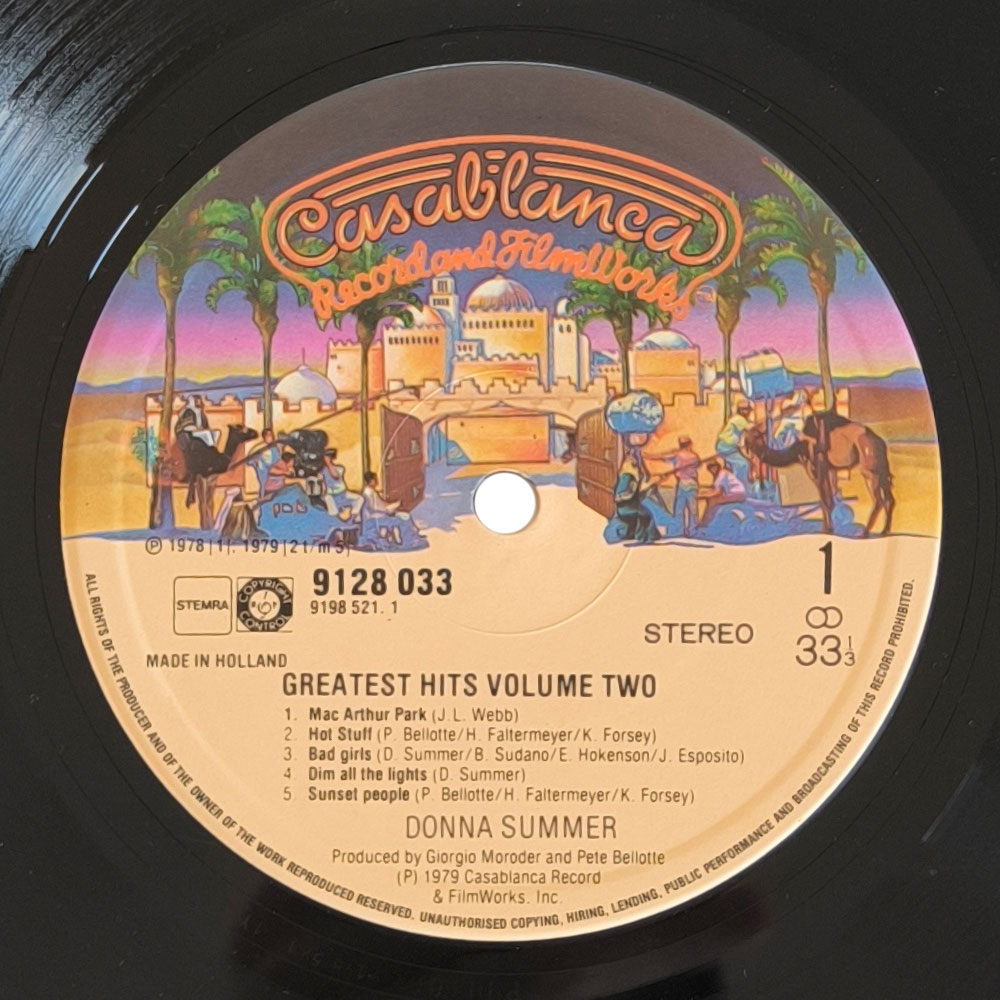 Casablanca
Record and FilmWorks
℗ 1978|1|. 1979|2t/m 5|
STEMRA
COPYRIGHT
CONTROL
9128 033
9198 521. 1
1
STEREO
33 1/3
MADE IN HOLLAND
GREATEST HITS VOLUME TWO
1. Mac Arthur Park (J.L. Webb)
2. Hot Stuff (P. Bellotte/H. Faltermeyer/K. Forsey)
3. Bad girls (D. Summer/B. Sudano/E. Hokenson/J. Esposito)
4. Dim all the lights (D. Summer)
5. Sunset people (P. Bellotte/H. Faltermeyer/K. Forsey)
DONNA SUMMER
Produced by Giorgio Moroder and Pete Bellotte
(P) 1979 Casablanca Record
& FilmWorks. Inc.
ALL RIGHTS OF THE PRODUCER AND OF THE OWNER OF THE WORK REPRODUCED RESERVED. UNAUTHORISED COPYING, HIRING, LENDING, PUBLIC PERFORMANCE AND BROADCASTING OF THIS RECORD PROHIBITED.